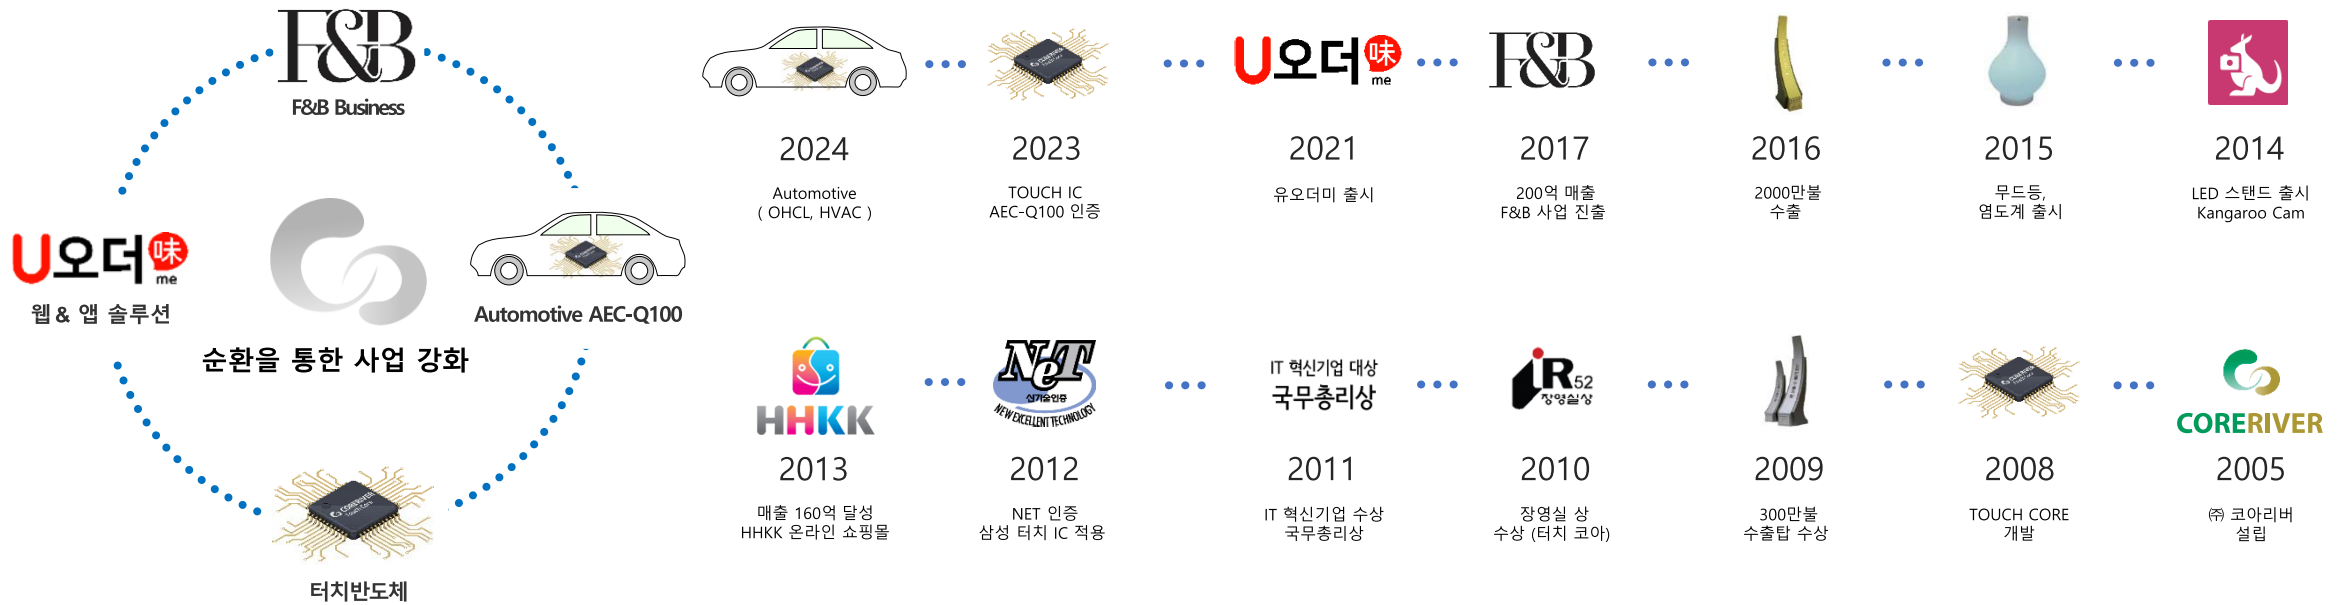 F&B
F&B Business
U오더味
me
웹 & 앱 솔루션
순환을 통한 사업 강화
Automotive AEC-Q100
CORERIVER
TouchCore
터치반도체
2024
Automotive
( OHCL, HVAC )
2023
TOUCH IC
AEC-Q100 인증
U오더味
me
2021
유오더미 출시
F&B
2017
200억 매출
F&B 사업 진출
2016
2000만불
수출
2015
무드등,
염도계 출시
2014
LED 스탠드 출시
Kangaroo Cam
HHKK
2013
매출 160억 달성
HHKK 온라인 쇼핑몰
NeT
신기술인증
NEW EXCELLENT TECHNOLOGY
2012
NET 인증
삼성 터치 IC 적용
IT 혁신기업 대상
국무총리상
2011
IT 혁신기업 수상
국무총리상
iR52
장영실상
2010
장영실 상
수상 (터치 코아)
2009
300만불
수출탑 수상
2008
TOUCH CORE
개발
CORERIVER
2005
㈜ 코아리버
설립